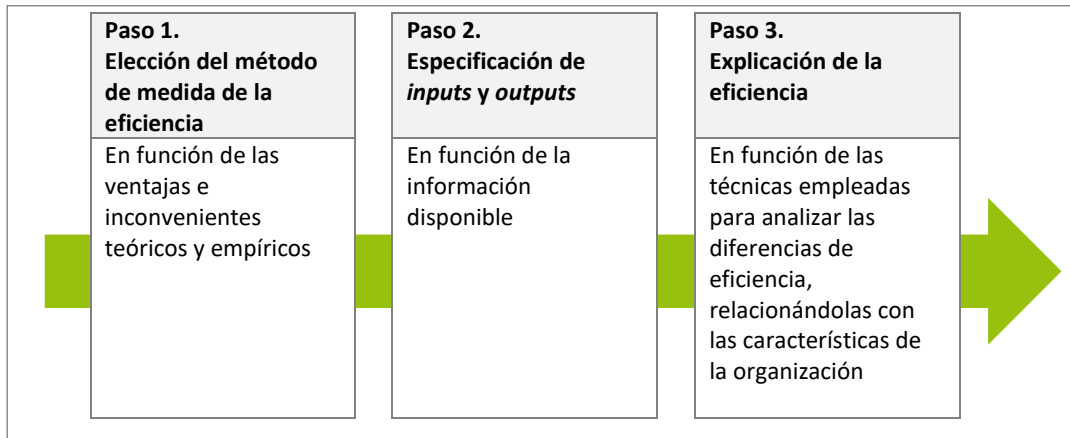 Paso 1.
Elección del método
de medida de la
eficiencia
En función de las
ventajas e
inconvenientes
teóricos y empíricos
Paso 2.
Especificación de
inputs y outputs
En función de la
información
disponible
Paso 3.
Explicación de la
eficiencia
En función de las
técnicas empleadas
para analizar las
diferencias de
eficiencia,
relacionándolas con
las características de
la organización